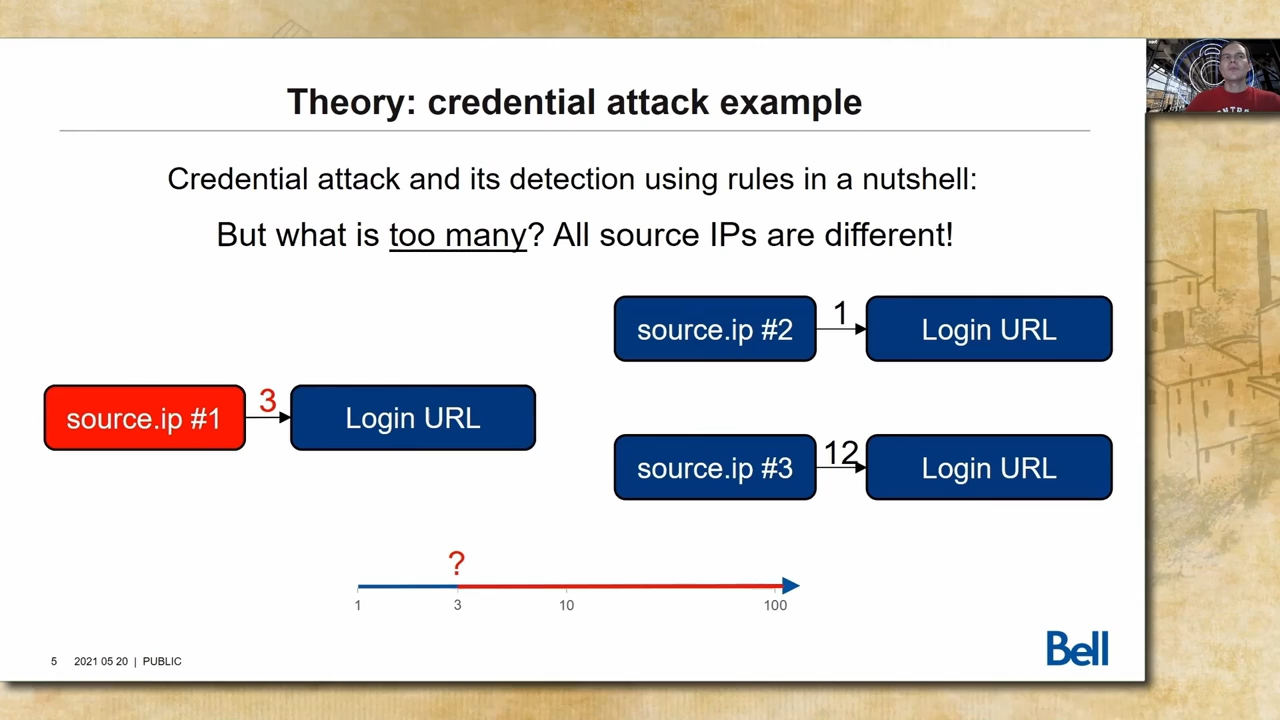 Theory: credential attack example
Credential attack and its detection using rules in a nutshell:
But what is too many? All source IPs are different!
source.ip #2
1
Login URL
source.ip #1
3
Login URL
source.ip #3
12
Login URL
?
1
3
10
100
5 2021 05 20 | PUBLIC
Bell